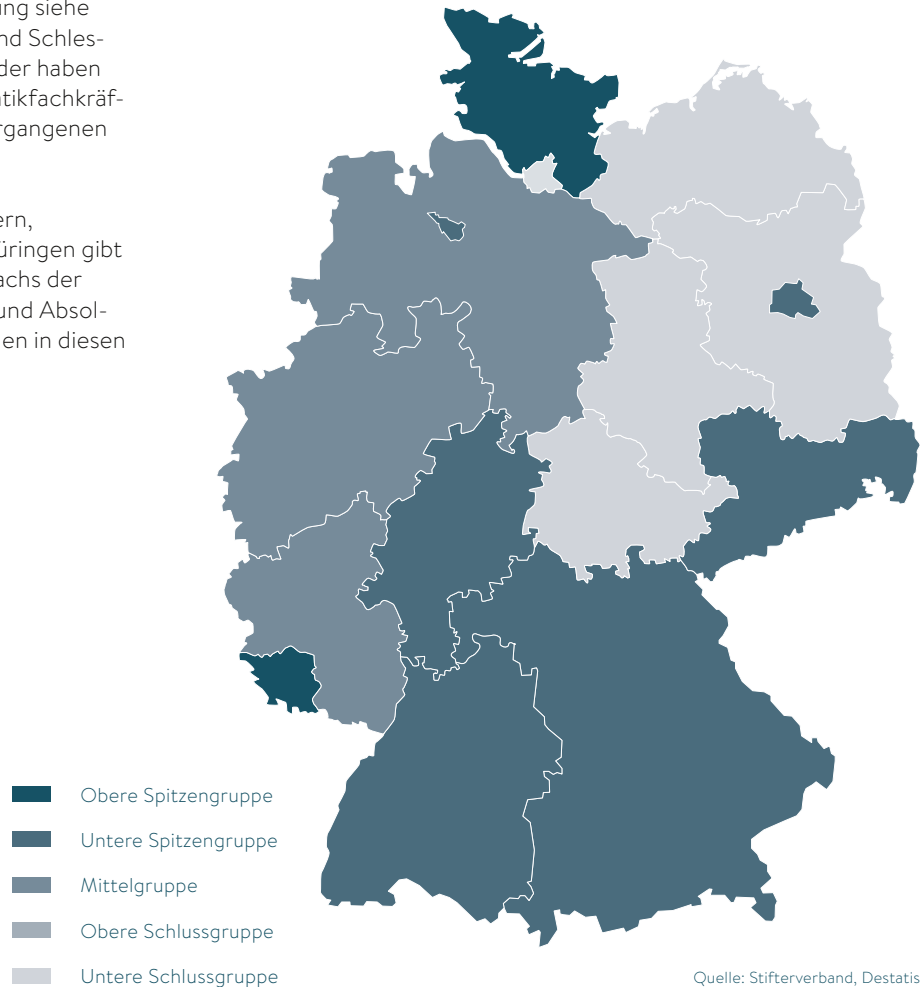 ng siehe
nd Schles-
der haben
tikfachkräf-
rgangenen
ern,
üringen gibt
achs der
und Absol-
en in diesen
Obere Spitzengruppe
Untere Spitzengruppe
Mittelgruppe
Obere Schlussgruppe
Untere Schlussgruppe
Quelle: Stifterverband, Destatis